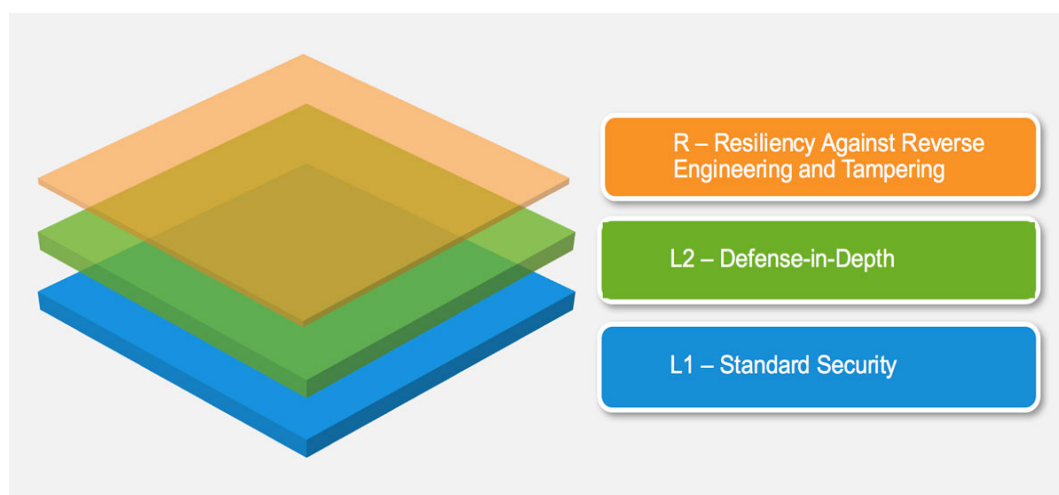 R – Resiliency Against Reverse
Engineering and Tampering
L2 – Defense-in-Depth
L1 – Standard Security